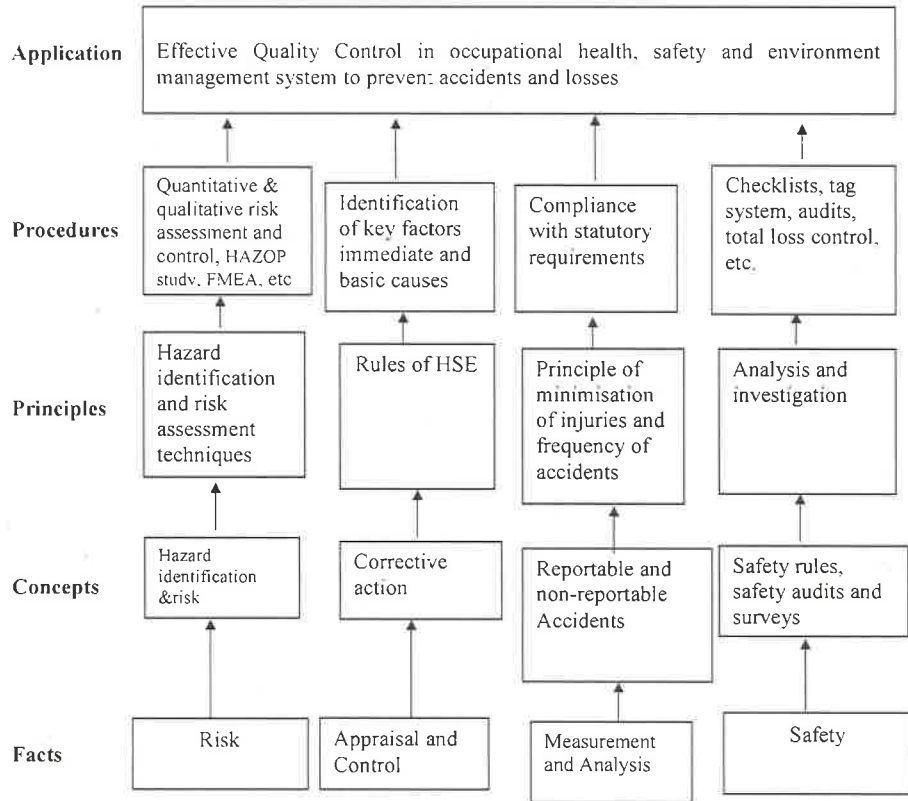 Application
Effective Quality Control in occupational health, safety and environment
management system to prevent accidents and losses
Procedures
Quantitative &
qualitative risk
assessment and
control, HAZOP
study, FMEA, etc
Identification
of key factors
immediate and
basic causes
Compliance
with statutory
requirements
Checklists, tag
system, audits,
total loss control,
etc.
Principles
Hazard
identification
and risk
assessment
techniques
Rules of HSE
Principle of
minimisation
of injuries and
frequency of
accidents
Analysis and
investigation
Concepts
Hazard
identification
&risk
Corrective
action
Reportable and
non-reportable
Accidents
Safety rules,
safety audits and
surveys
Facts
Risk
Appraisal and
Control
Measurement
and Analysis
Safety